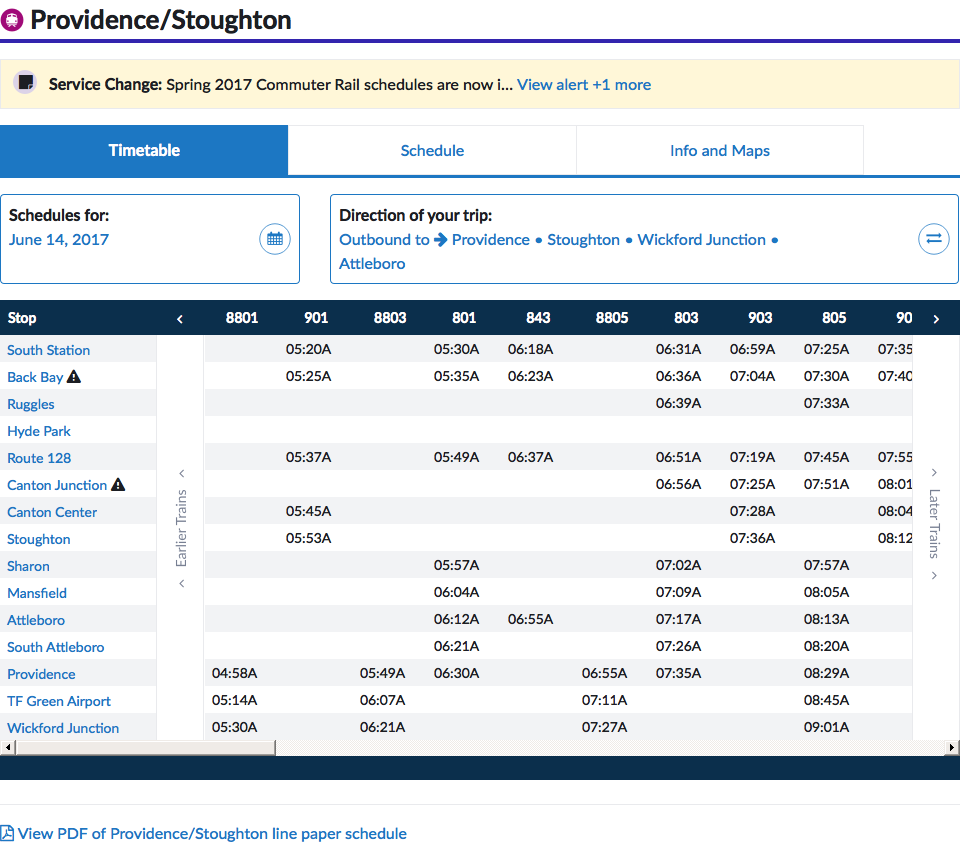 Providence/Stoughton
Service Change: Spring 2017 Commuter Rail schedules are now i... View alert +1 more
Timetable Schedule Info and Maps
Schedules for:
June 14, 2017
Direction of your trip:
Outbound to → Providence • Stoughton • Wickford Junction •
Attleboro
Stop < 8801 901 8803 801 843 8805 803 903 805 90 >
South Station 05:20A 05:30A 06:18A 06:31A 06:59A 07:25A 07:35
Back Bay 05:25A 05:35A 06:23A 06:36A 07:04A 07:30A 07:40
Ruggles 06:39A 07:33A
Hyde Park
Route 128 05:37A 05:49A 06:37A 06:51A 07:19A 07:45A 07:55
Canton Junction 06:56A 07:25A 07:51A 08:01
Canton Center 05:45A 07:28A 08:04
Stoughton 05:53A 07:36A 08:12
Sharon 05:57A 07:02A 07:57A
Mansfield 06:04A 07:09A 08:05A
Attleboro 06:12A 06:55A 07:17A 08:13A
South Attleboro 06:21A 07:26A 08:20A
Providence 04:58A 05:49A 06:30A 06:55A 07:35A 08:29A
TF Green Airport 05:14A 06:07A 07:11A 08:45A
Wickford Junction 05:30A 06:21A 07:27A 09:01A
< Earlier Trains <
> Later Trains >
View PDF of Providence/Stoughton line paper schedule